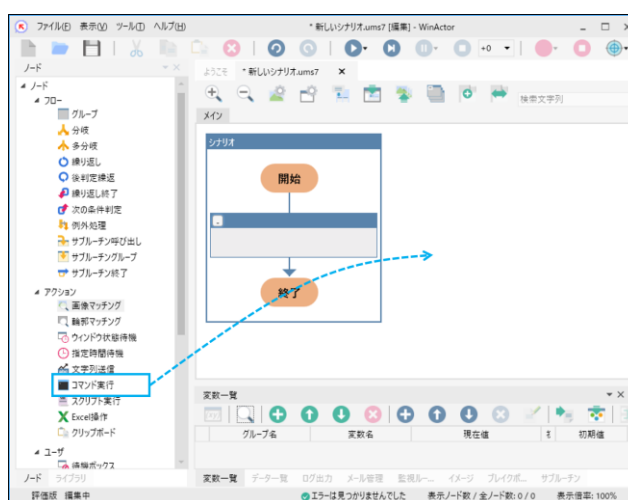 ファイル(F) 表示(V) ツール(T) ヘルプ(H)
* 新しいシナリオ.ums7 [編集] - WinActor
+0
ノード
ようこそ * 新しいシナリオ.ums7
検索文字列
メイン
ノード
フロー
グループ
分岐
多分岐
繰り返し
後判定繰返
繰り返し終了
次の条件判定
例外処理
サブルーチン呼び出し
サブルーチングループ
サブルーチン終了
アクション
画像マッチング
輪郭マッチング
ウィンドウ状態待機
指定時間待機
文字列送信
コマンド実行
スクリプト実行
Excel操作
クリップボード
ユーザ
待機ボックス
シナリオ
開始
終了
変数一覧
グループ名 変数名 現在値 初期値
ノード ライブラリ
変数一覧 データ一覧 ログ出力 メール管理 監視ルー... イメージ ブレイクポ... サブルーチン
評価版 編集中
エラーは見つかりませんでした 表示ノード数 / 全ノード数: 0 / 0 表示倍率: 100%